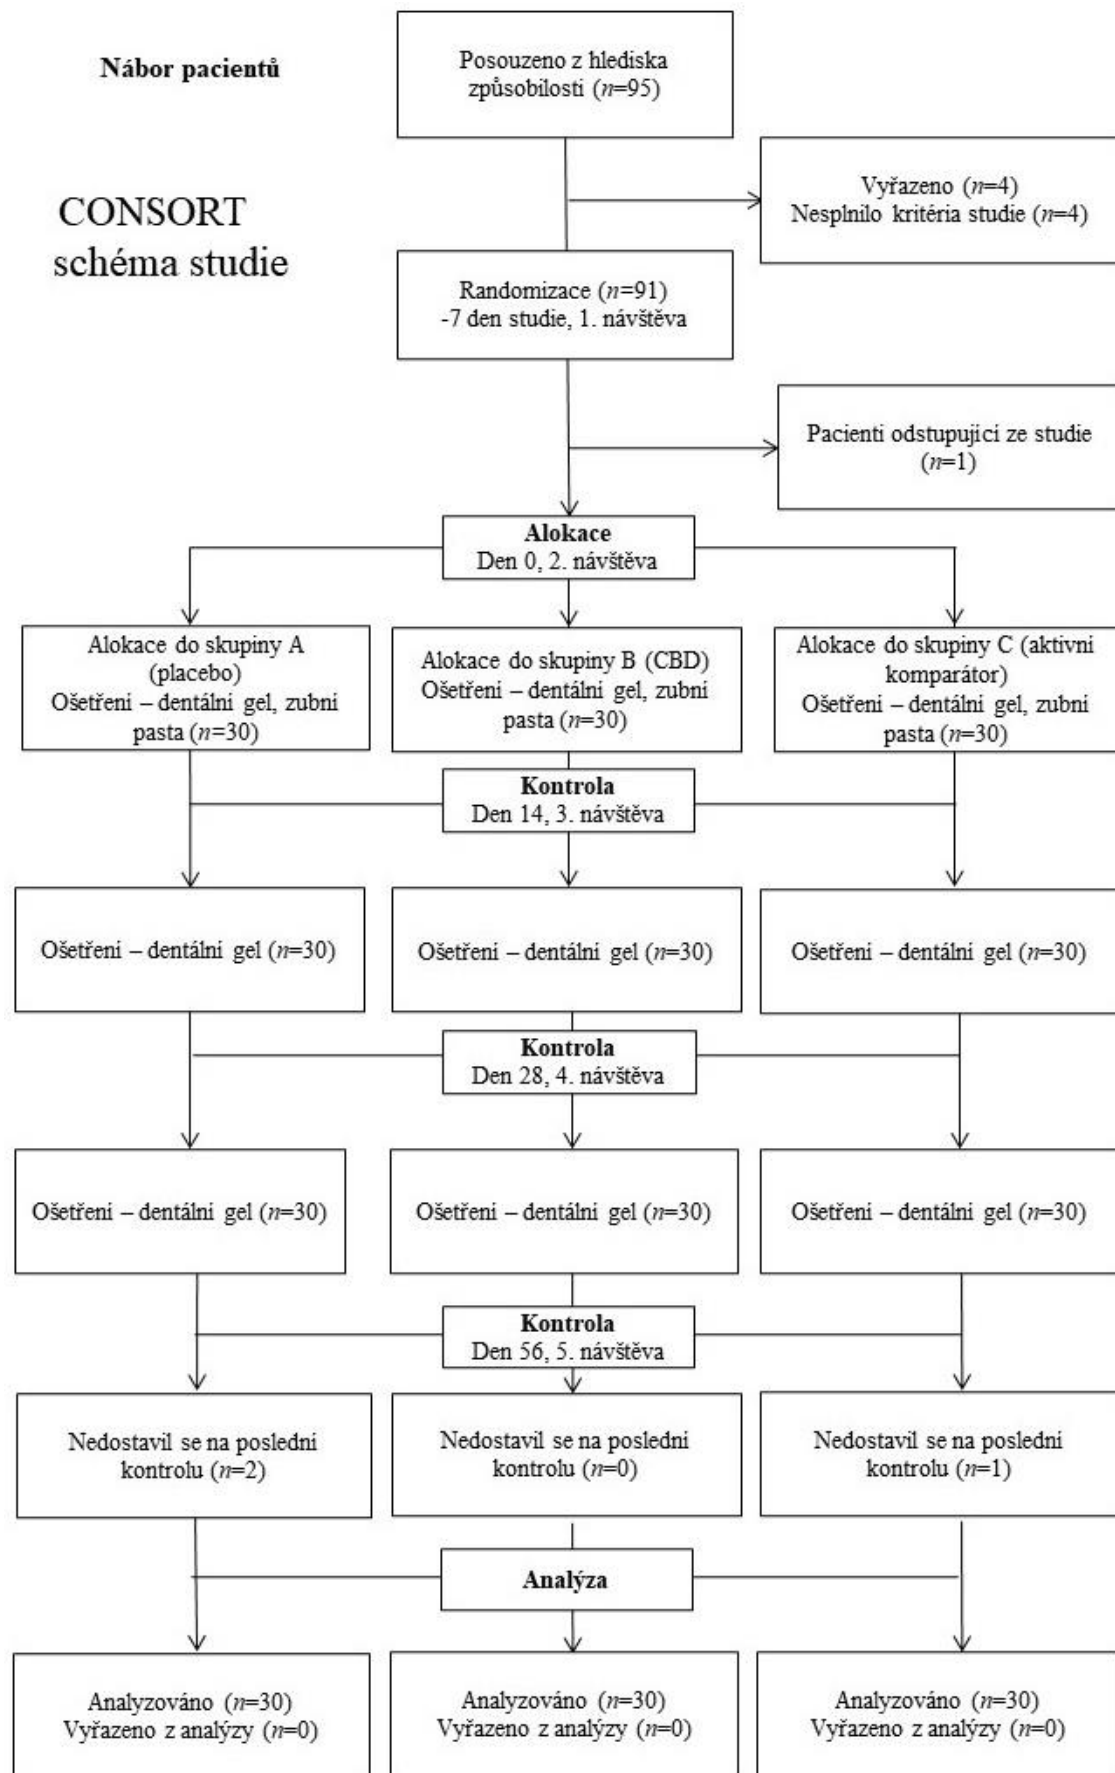 Nábor pacientů
Posouzeno z hlediska
způsobilosti (n=95)
Vyřazeno (n=4)
Nesplnilo kritéria studie (n=4)
CONSORT
schéma studie
Randomizace (n=91)
-7 den studie, 1. návštěva
Pacienti odstupující ze studie
(n=1)
Alokace
Den 0, 2. návštěva
Alokace do skupiny A
(placebo)
Ošetření – dentální gel, zubní
pasta (n=30)
Alokace do skupiny B (CBD)
Ošetření – dentální gel, zubní
pasta (n=30)
Alokace do skupiny C (aktivní
komparátor)
Ošetření – dentální gel, zubní
pasta (n=30)
Kontrola
Den 14, 3. návštěva
Ošetření – dentální gel (n=30)
Ošetření – dentální gel (n=30)
Ošetření – dentální gel (n=30)
Kontrola
Den 28, 4. návštěva
Ošetření – dentální gel (n=30)
Ošetření – dentální gel (n=30)
Ošetření – dentální gel (n=30)
Kontrola
Den 56, 5. návštěva
Nedostavil se na poslední
kontrolu (n=2)
Nedostavil se na poslední
kontrolu (n=0)
Nedostavil se na poslední
kontrolu (n=1)
Analýza
Analyzováno (n=30)
Vyřazeno z analýzy (n=0)
Analyzováno (n=30)
Vyřazeno z analýzy (n=0)
Analyzováno (n=30)
Vyřazeno z analýzy (n=0)